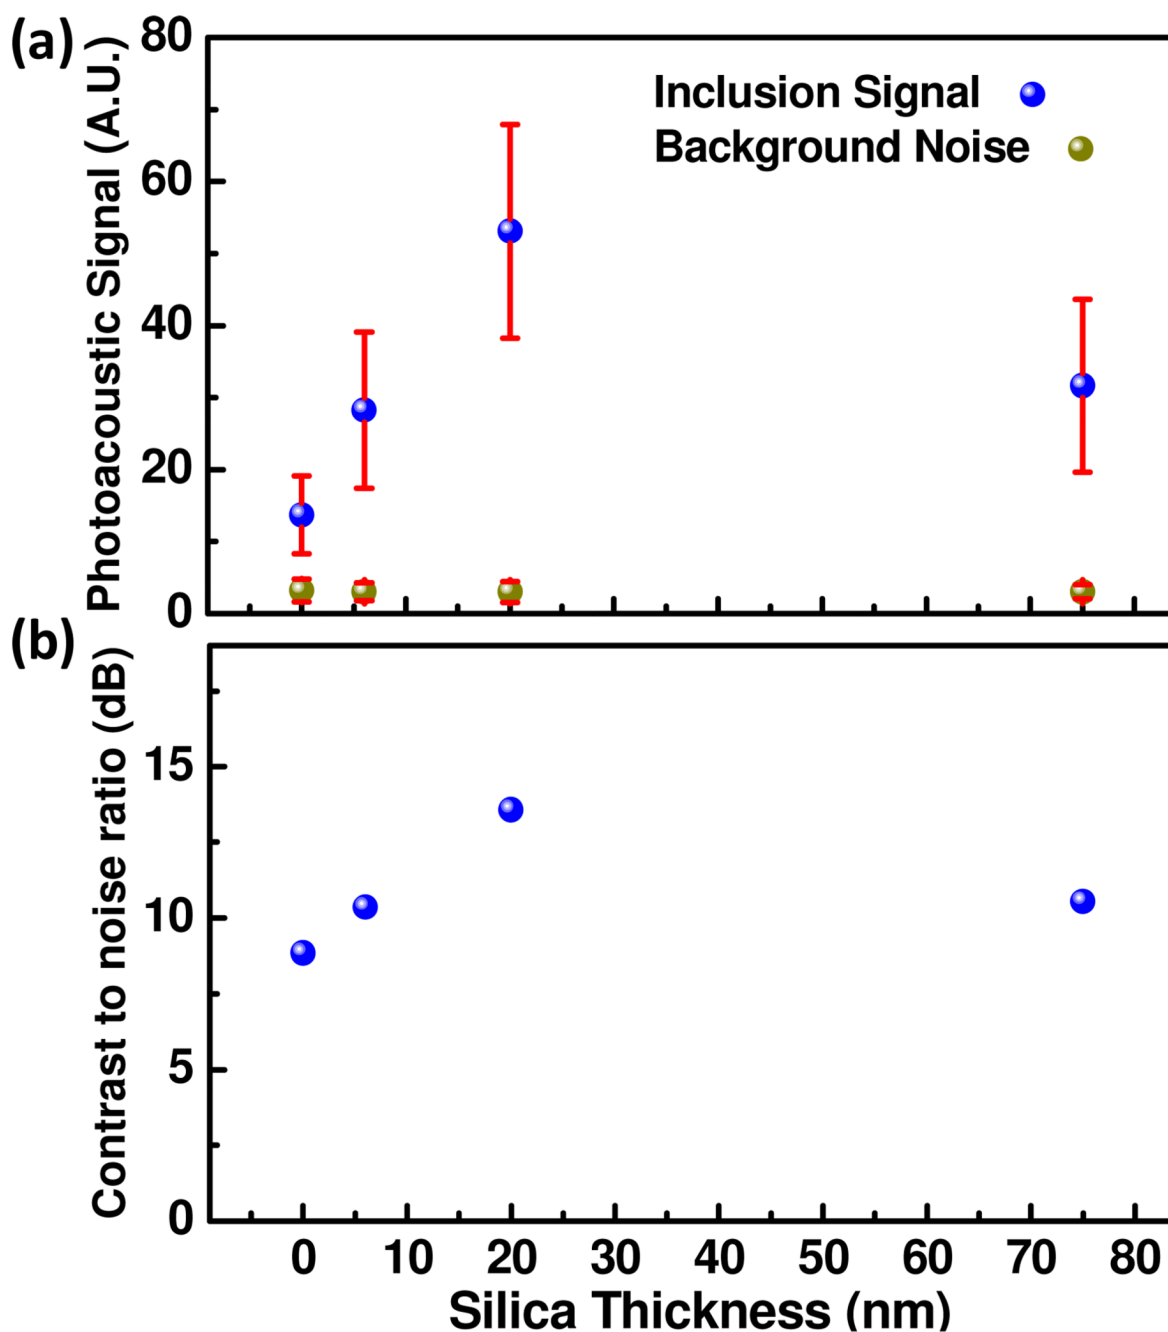 (a)
Photoacoustic Signal (A.U.)
80
60
40
20
0
Inclusion Signal
Background Noise
(b)
Contrast to noise ratio (dB)
15
10
5
0
0 10 20 30 40 50 60 70 80
Silica Thickness (nm)